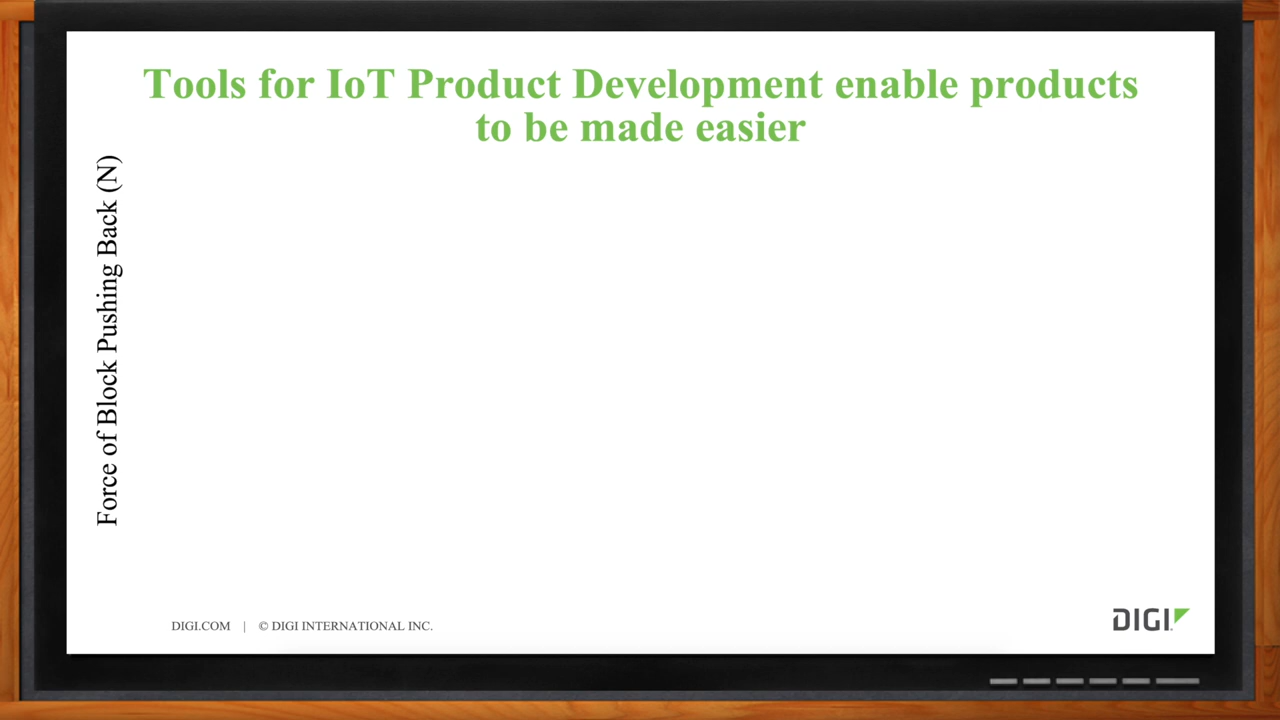 Tools for IoT Product Development enable products
to be made easier
Force of Block Pushing Back (N)
DIGI.COM | © DIGI INTERNATIONAL INC.
DIGI